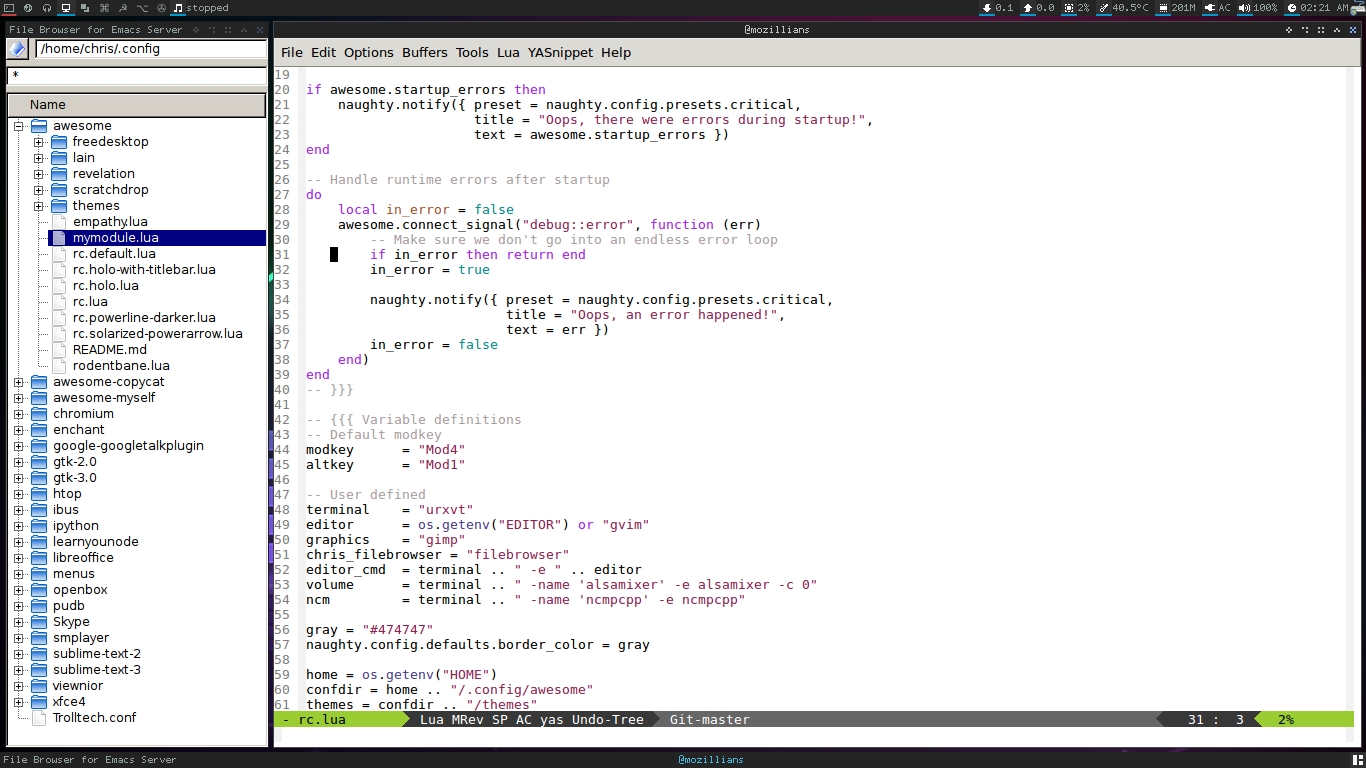 stopped 0.1 0.0 2% 40.5°C 201M AC 100% 02:21 AM
File Browser for Emacs Server
/home/chris/.config
*
Name
awesome
freedesktop
lain
revelation
scratchdrop
themes
empathy.lua
mymodule.lua
rc.default.lua
rc.holo-with-titlebar.lua
rc.holo.lua
rc.lua
rc.powerline-darker.lua
rc.solarized-powerarrow.lua
README.md
rodentbane.lua
awesome-copycat
awesome-myself
chromium
enchant
google-googletalkplugin
gtk-2.0
gtk-3.0
htop
ibus
ipython
learnyounode
libreoffice
menus
openbox
pudb
Skype
smplayer
sublime-text-2
sublime-text-3
viewnior
xfce4
Trolltech.conf
@mozillians
File Edit Options Buffers Tools Lua YASnippet Help
19
20 if awesome.startup_errors then
21     naughty.notify({ preset = naughty.config.presets.critical,
22                      title = "Oops, there were errors during startup!",
23                      text = awesome.startup_errors })
24 end
25
26 -- Handle runtime errors after startup
27 do
28     local in_error = false
29     awesome.connect_signal("debug::error", function (err)
30         -- Make sure we don't go into an endless error loop
31         if in_error then return end
32         in_error = true
33
34         naughty.notify({ preset = naughty.config.presets.critical,
35                          title = "Oops, an error happened!",
36                          text = err })
37         in_error = false
38     end)
39 end
40 -- }}}
41
42 -- {{{ Variable definitions
43 -- Default modkey
44 modkey      = "Mod4"
45 altkey      = "Mod1"
46
47 -- User defined
48 terminal    = "urxvt"
49 editor      = os.getenv("EDITOR") or "gvim"
50 graphics    = "gimp"
51 chris_filebrowser = "filebrowser"
52 editor_cmd  = terminal .. " -e " .. editor
53 volume      = terminal .. " -name 'alsamixer' -e alsamixer -c 0"
54 ncm         = terminal .. " -name 'ncmpcpp' -e ncmpcpp"
55
56 gray = "#474747"
57 naughty.config.defaults.border_color = gray
58
59 home = os.getenv("HOME")
60 confdir = home .. "/.config/awesome"
61 themes = confdir .. "/themes"
- rc.lua Lua MRev SP AC yas Undo-Tree Git-master 31 : 3 2%
File Browser for Emacs Server @mozillians